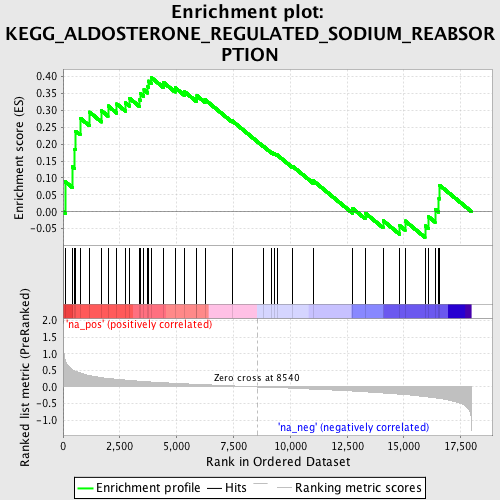 Enrichment plot:
KEGG_ALDOSTERONE_REGULATED_SODIUM_REABSOR
PTION
Enrichment score (ES)
0.40
0.35
0.30
0.25
0.20
0.15
0.10
0.05
0.00
-0.05
'na_pos' (positively correlated)
Ranked list metric (PreRanked)
2.0
1.5
1.0
0.5
0.0
-0.5
-1.0
Zero cross at 8540
'na_neg' (negatively correlated)
0
2,500
5,000
7,500
10,000
12,500
15,000
17,500
Rank in Ordered Dataset
Enrichment profile
Hits
Ranking metric scores